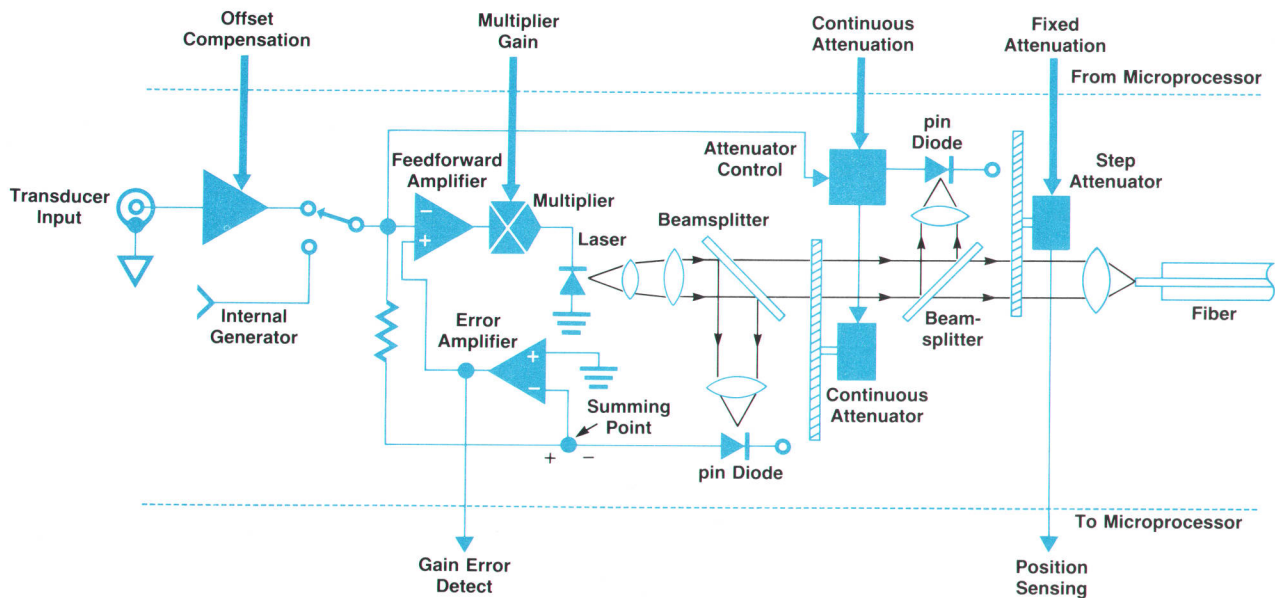 Offset
Compensation
Multiplier
Gain
Continuous
Attenuation
Fixed
Attenuation
From Microprocessor
Transducer
Input
Feedforward
Amplifier
Multiplier
Laser
Beamsplitter
Attenuator
Control
pin
Diode
Step
Attenuator
Internal
Generator
Error
Amplifier
Summing
Point
pin Diode
Continuous
Attenuator
Beam-
splitter
Fiber
−
+
+
−
+ −
To Microprocessor
Gain Error
Detect
Position
Sensing